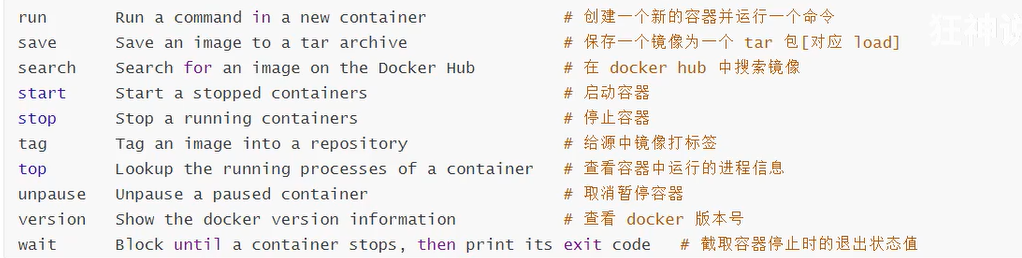 run Run a command in a new container # 创建一个新的容器并运行一个命令
save Save an image to a tar archive # 保存一个镜像为一个 tar 包[对应 load]
search Search for an image on the Docker Hub # 在 docker hub 中搜索镜像
start Start a stopped containers # 启动容器
stop Stop a running containers # 停止容器
tag Tag an image into a repository # 给源中镜像打标签
top Lookup the running processes of a container # 查看容器中运行的进程信息
unpause Unpause a paused container # 取消暂停容器
version Show the docker version information # 查看 docker 版本号
wait Block until a container stops, then print its exit code # 截取容器停止时的退出状态值
狂神说